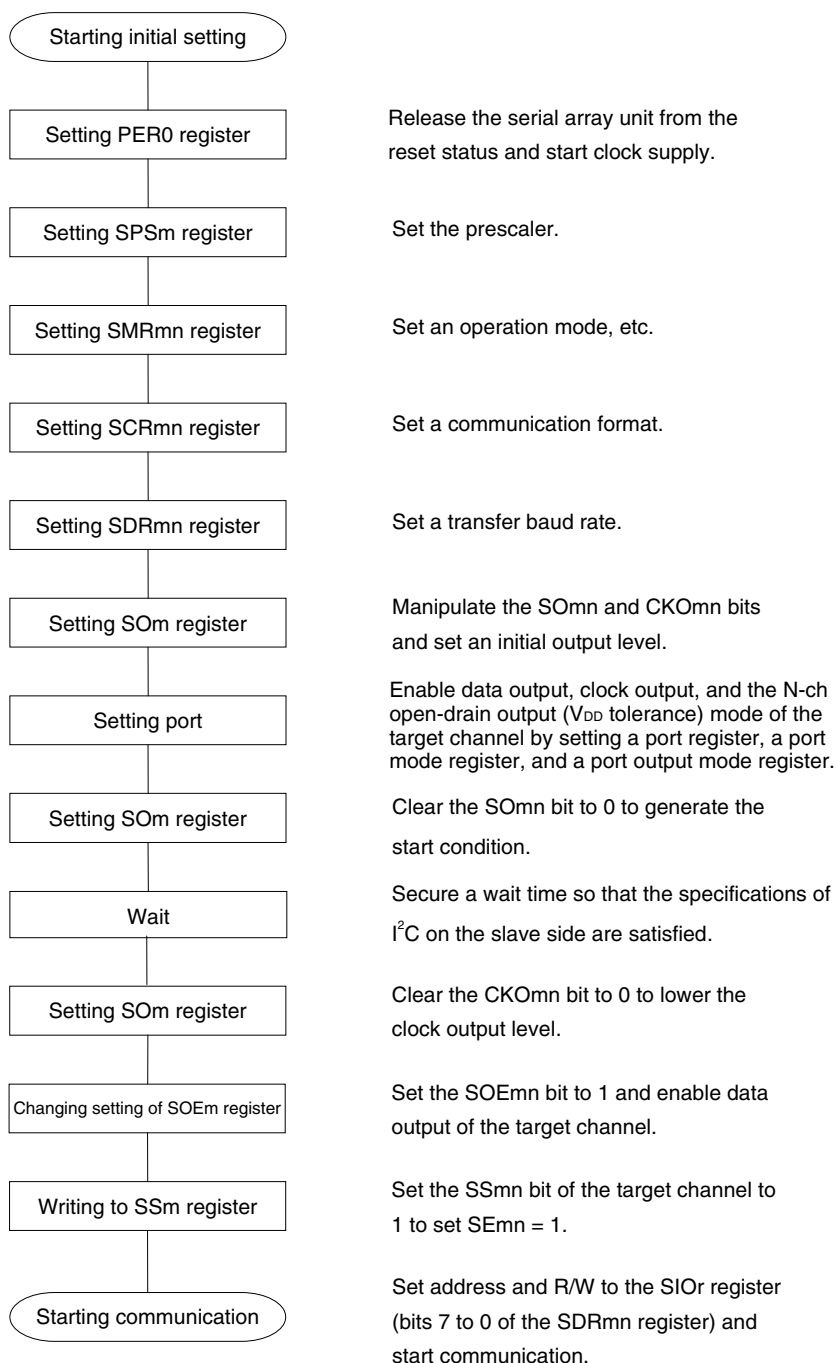 Starting initial setting
Setting PER0 register
Release the serial array unit from the
reset status and start clock supply.
Setting SPSm register
Set the prescaler.
Setting SMRmn register
Set an operation mode, etc.
Setting SCRmn register
Set a communication format.
Setting SDRmn register
Set a transfer baud rate.
Setting SOm register
Manipulate the SOmn and CKOmn bits
and set an initial output level.
Setting port
Enable data output, clock output, and the N-ch
open-drain output (VDD tolerance) mode of the
target channel by setting a port register, a port
mode register, and a port output mode register.
Setting SOm register
Clear the SOmn bit to 0 to generate the
start condition.
Wait
Secure a wait time so that the specifications of
I²C on the slave side are satisfied.
Setting SOm register
Clear the CKOmn bit to 0 to lower the
clock output level.
Changing setting of SOEm register
Set the SOEmn bit to 1 and enable data
output of the target channel.
Writing to SSm register
Set the SSmn bit of the target channel to
1 to set SEmn = 1.
Starting communication
Set address and R/W to the SIOr register
(bits 7 to 0 of the SDRmn register) and
start communication.